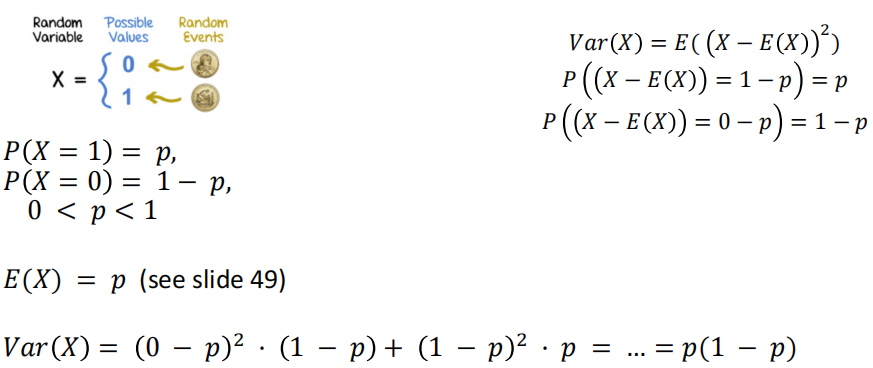 Random Variable
Possible Values
Random Events
X = { 0
1
P(X = 1) = p,
P(X = 0) = 1 − p,
0 < p < 1
E(X) = p (see slide 49)
Var(X) = E( (X − E(X))² )
P((X − E(X)) = 1 − p) = p
P((X − E(X)) = 0 − p) = 1 − p
Var(X) = (0 − p)² · (1 − p) + (1 − p)² · p = ... = p(1 − p)